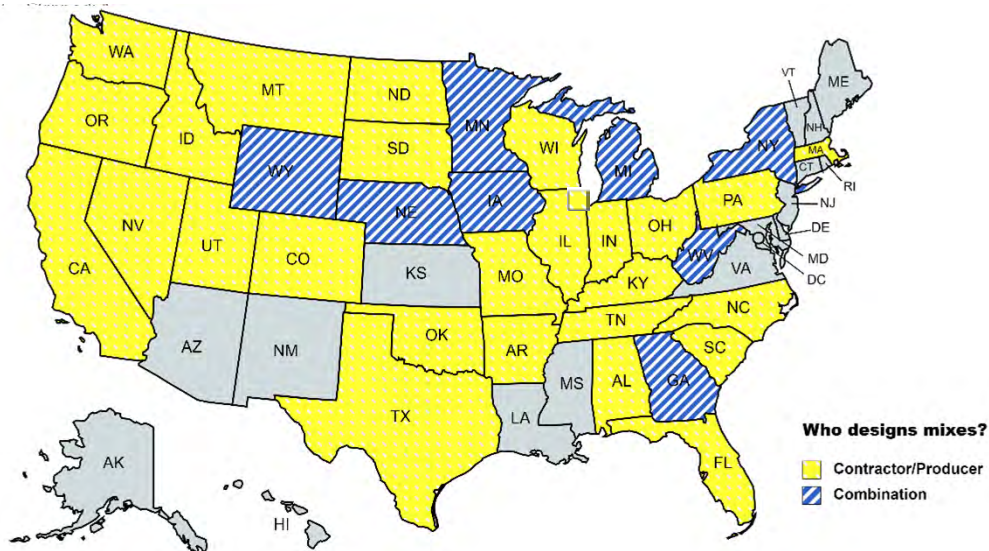 WA
MT
ND
MN
VT
ME
OR
ID
SD
WI
MI
NY
NH
MA
CT
RI
WY
IA
PA
NJ
NE
OH
DE
NV
UT
CO
IL
IN
WV
MD
CA
KS
MO
KY
VA
DC
NC
TN
AZ
NM
OK
AR
SC
MS
AL
GA
TX
LA
FL
AK
HI
Who designs mixes?
Contractor/Producer
Combination